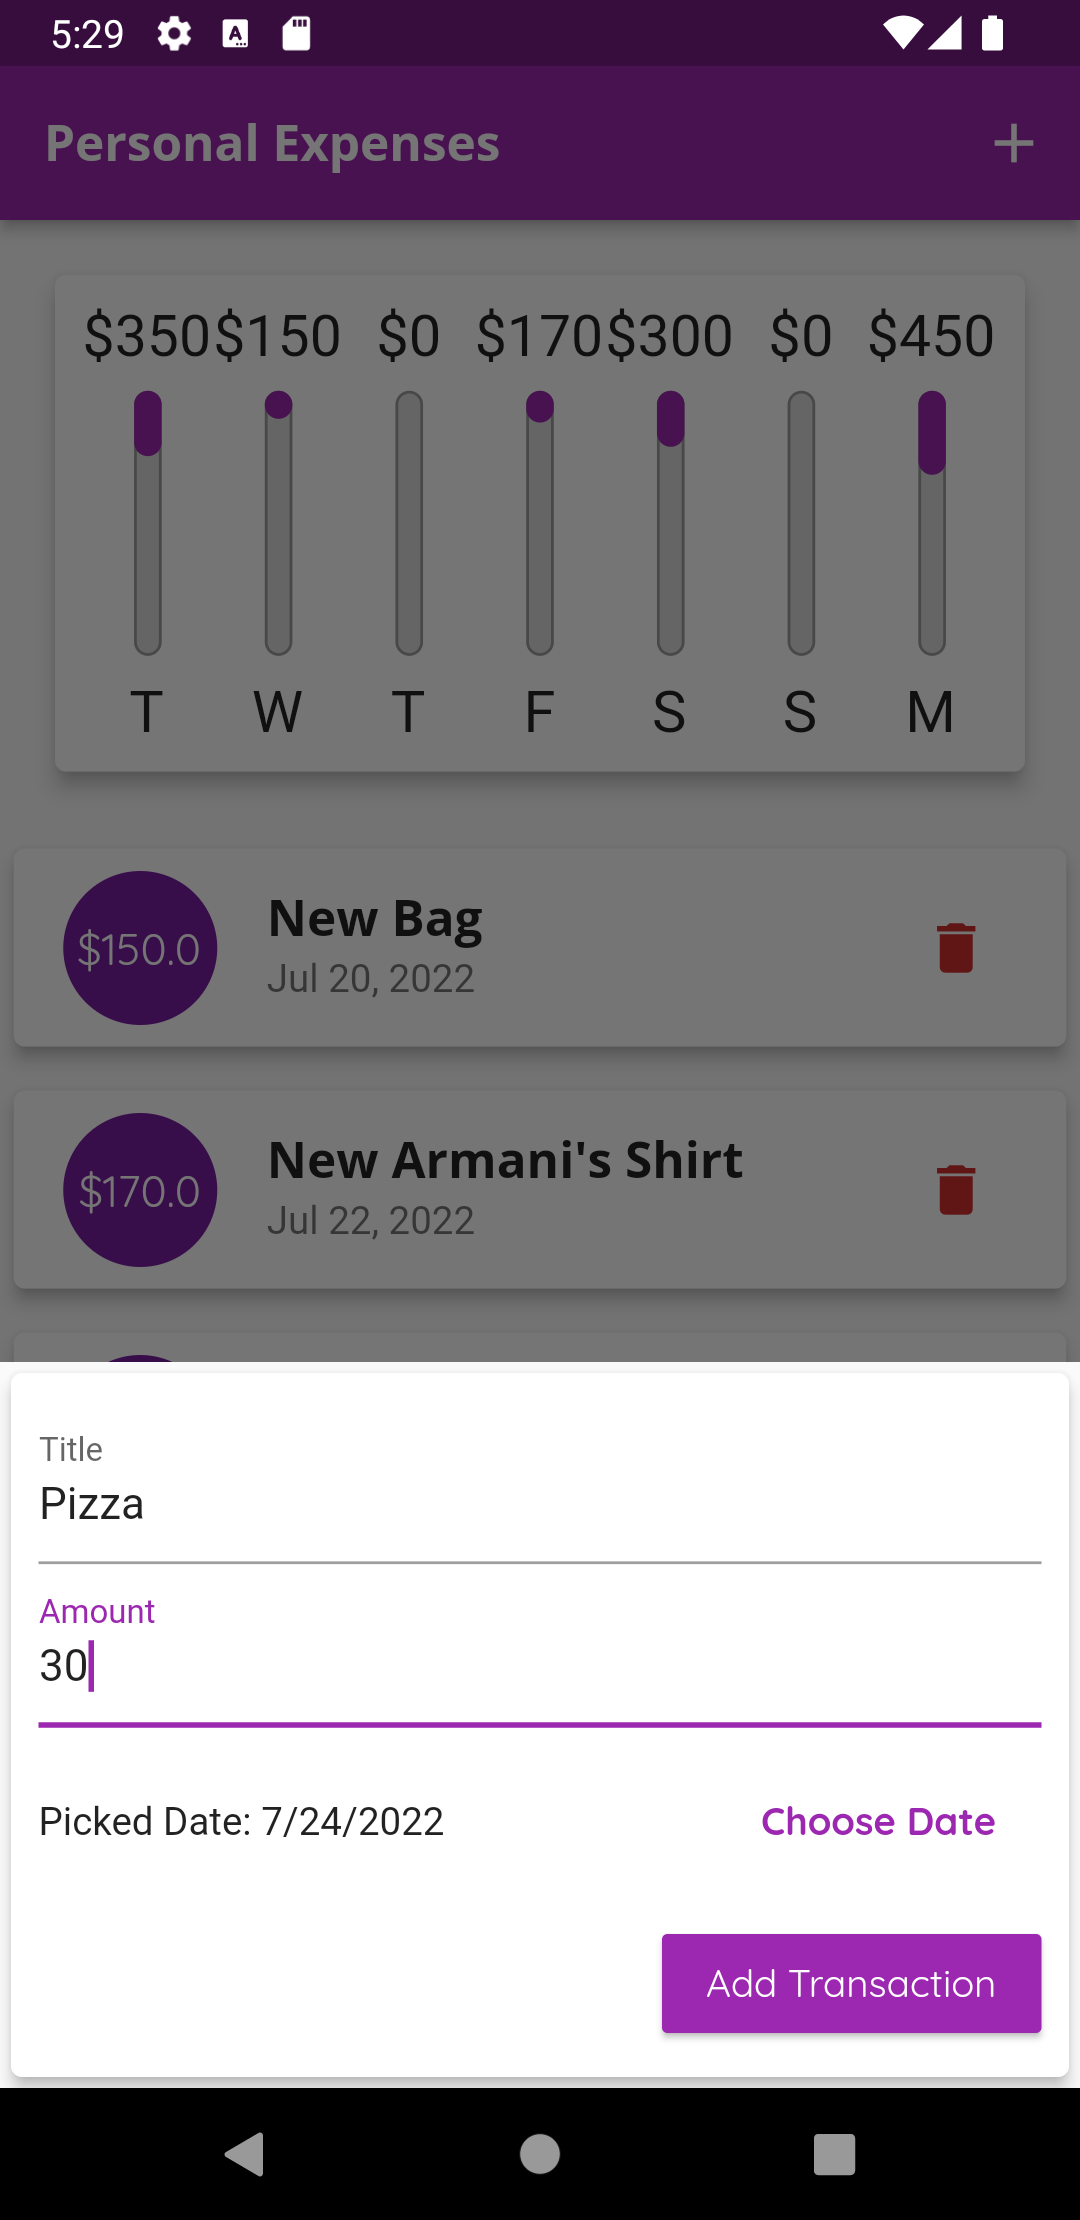 5:29
Personal Expenses
$350 $150 $0 $170 $300 $0 $450
T W T F S S M
$150.0
New Bag
Jul 20, 2022
$170.0
New Armani's Shirt
Jul 22, 2022
Title
Pizza
Amount
30
Picked Date: 7/24/2022 Choose Date
Add Transaction